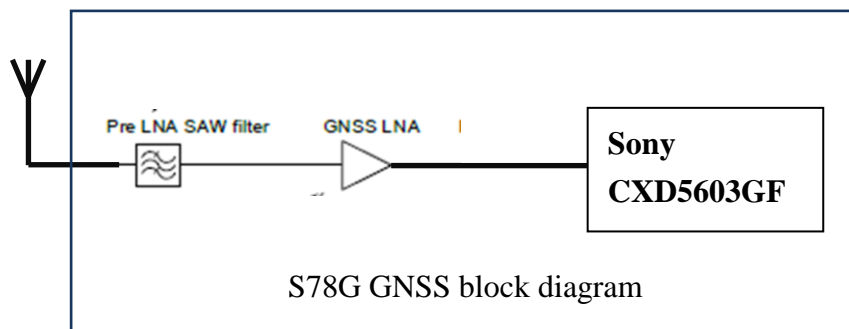 Pre LNA SAW filter
GNSS LNA
Sony
CXD5603GF
S78G GNSS block diagram